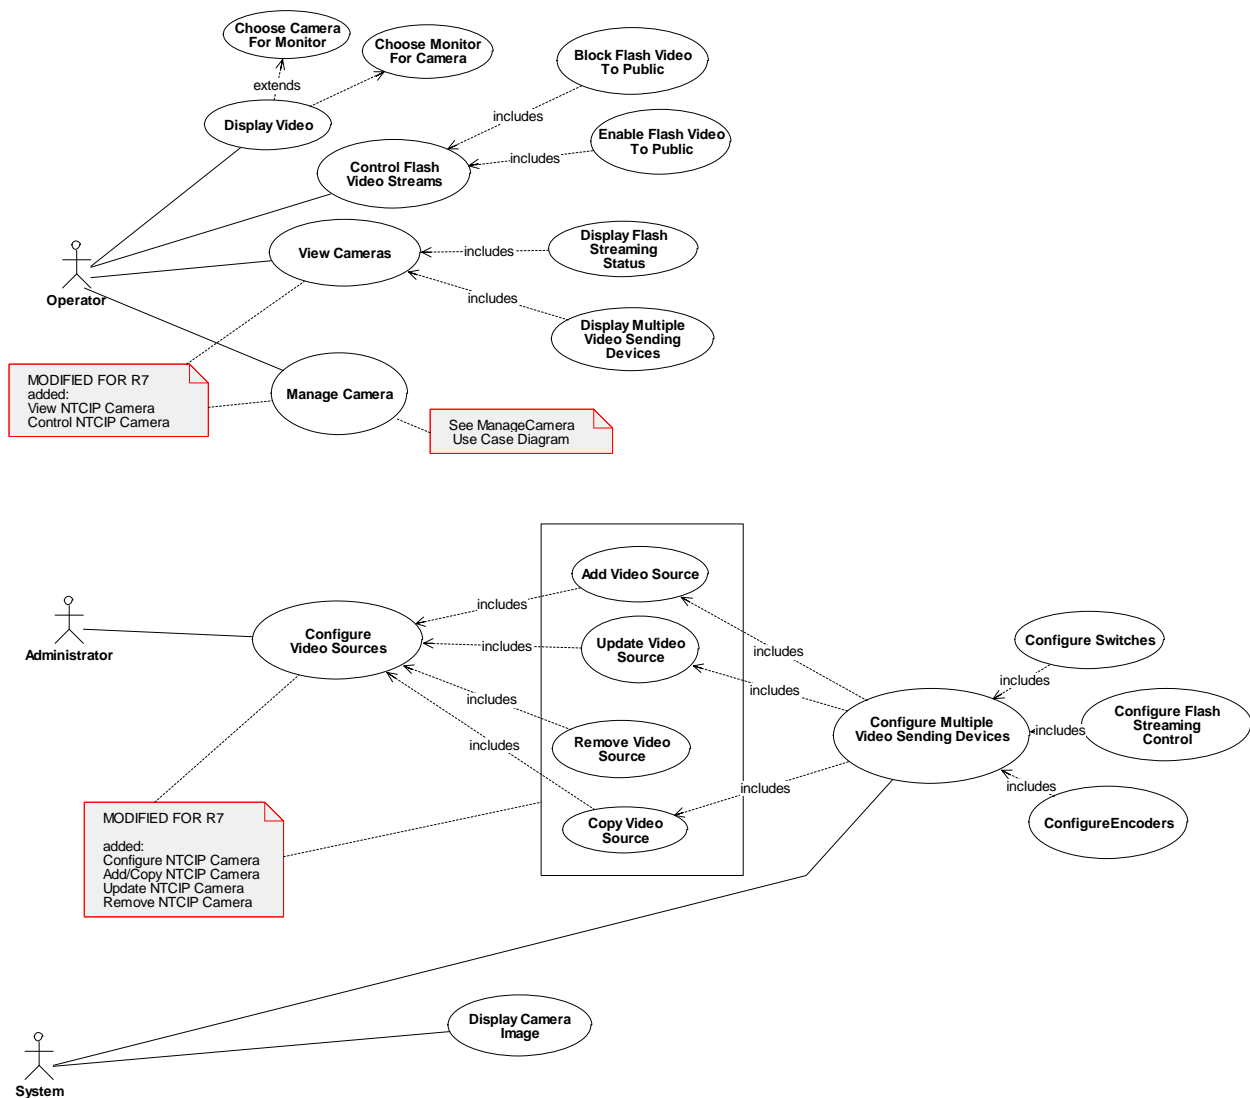 Choose Camera
For Monitor
Choose Monitor
For Camera
extends
Display Video
Block Flash Video
To Public
includes
Enable Flash Video
To Public
includes
Control Flash
Video Streams
View Cameras
includes
Display Flash
Streaming
Status
includes
Display Multiple
Video Sending
Devices
Operator
MODIFIED FOR R7
added:
View NTCIP Camera
Control NTCIP Camera
Manage Camera
See ManageCamera
Use Case Diagram
Add Video Source
includes
Administrator
Configure
Video Sources
includes
Update Video
Source
includes
includes
Configure Switches
includes
includes
Remove Video
Source
includes
Configure Multiple
Video Sending Devices
includes
Configure Flash
Streaming
Control
includes
includes
ConfigureEncoders
Copy Video
Source
MODIFIED FOR R7
added:
Configure NTCIP Camera
Add/Copy NTCIP Camera
Update NTCIP Camera
Remove NTCIP Camera
Display Camera
Image
System